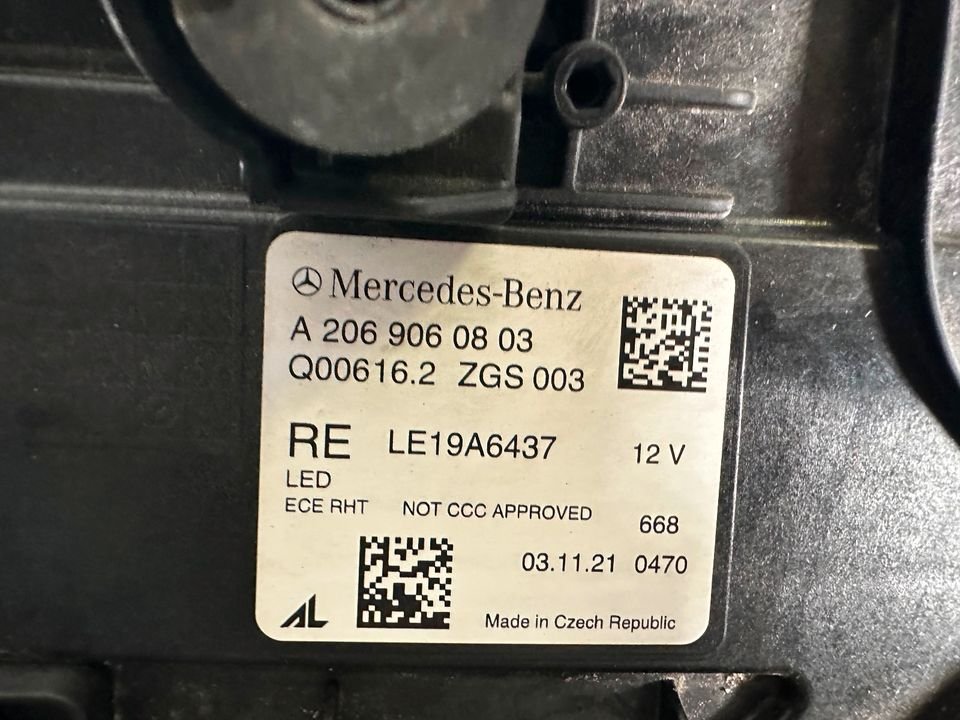 Mercedes-Benz
A 206 906 08 03
Q00616.2 ZGS 003
RE LE19A6437 12 V
LED
ECE RHT NOT CCC APPROVED 668
03.11.21 0470
AL Made in Czech Republic